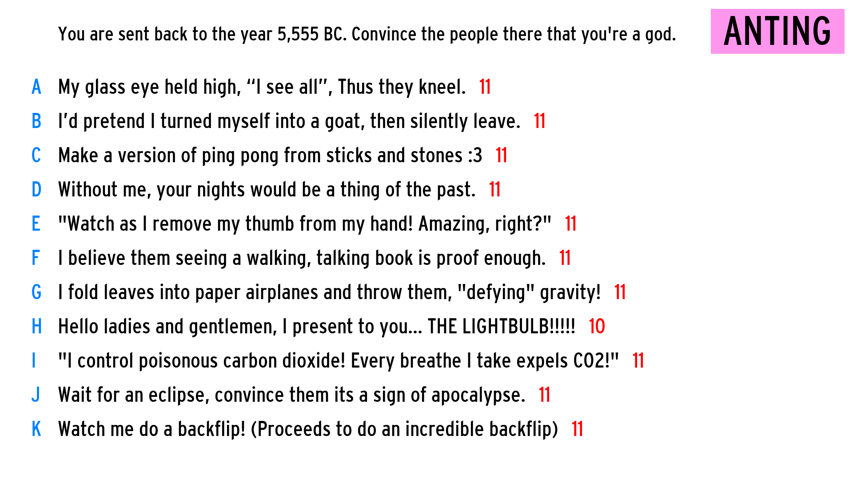 You are sent back to the year 5,555 BC. Convince the people there that you're a god.
ANTING
A My glass eye held high, “I see all”, Thus they kneel. 11
B I’d pretend I turned myself into a goat, then silently leave. 11
C Make a version of ping pong from sticks and stones :3 11
D Without me, your nights would be a thing of the past. 11
E "Watch as I remove my thumb from my hand! Amazing, right?" 11
F I believe them seeing a walking, talking book is proof enough. 11
G I fold leaves into paper airplanes and throw them, "defying" gravity! 11
H Hello ladies and gentlemen, I present to you... THE LIGHTBULB!!!!! 10
I "I control poisonous carbon dioxide! Every breathe I take expels CO2!" 11
J Wait for an eclipse, convince them its a sign of apocalypse. 11
K Watch me do a backflip! (Proceeds to do an incredible backflip) 11